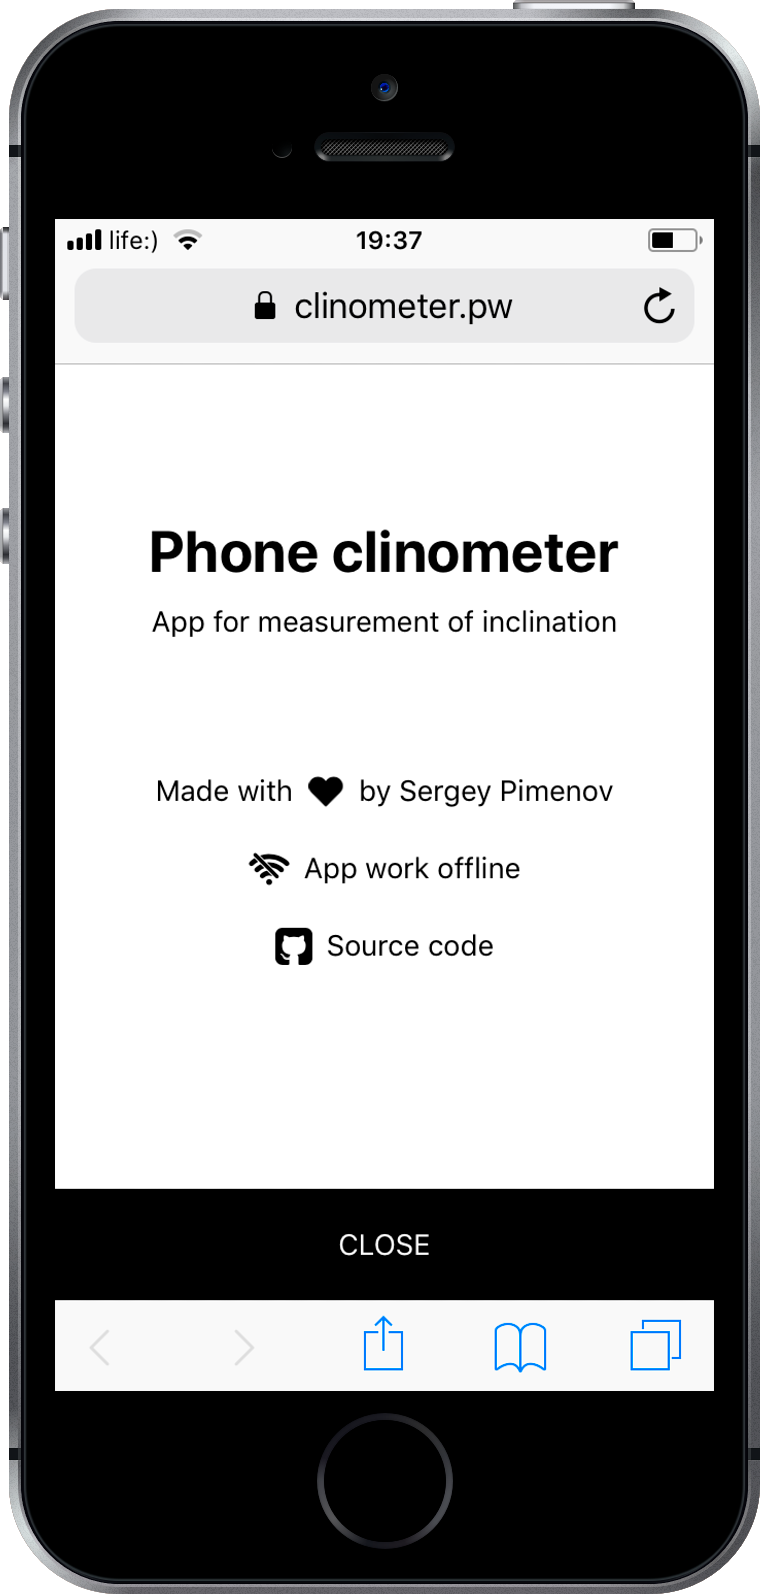 life:) 19:37
clinometer.pw
Phone clinometer
App for measurement of inclination
Made with by Sergey Pimenov
App work offline
Source code
CLOSE